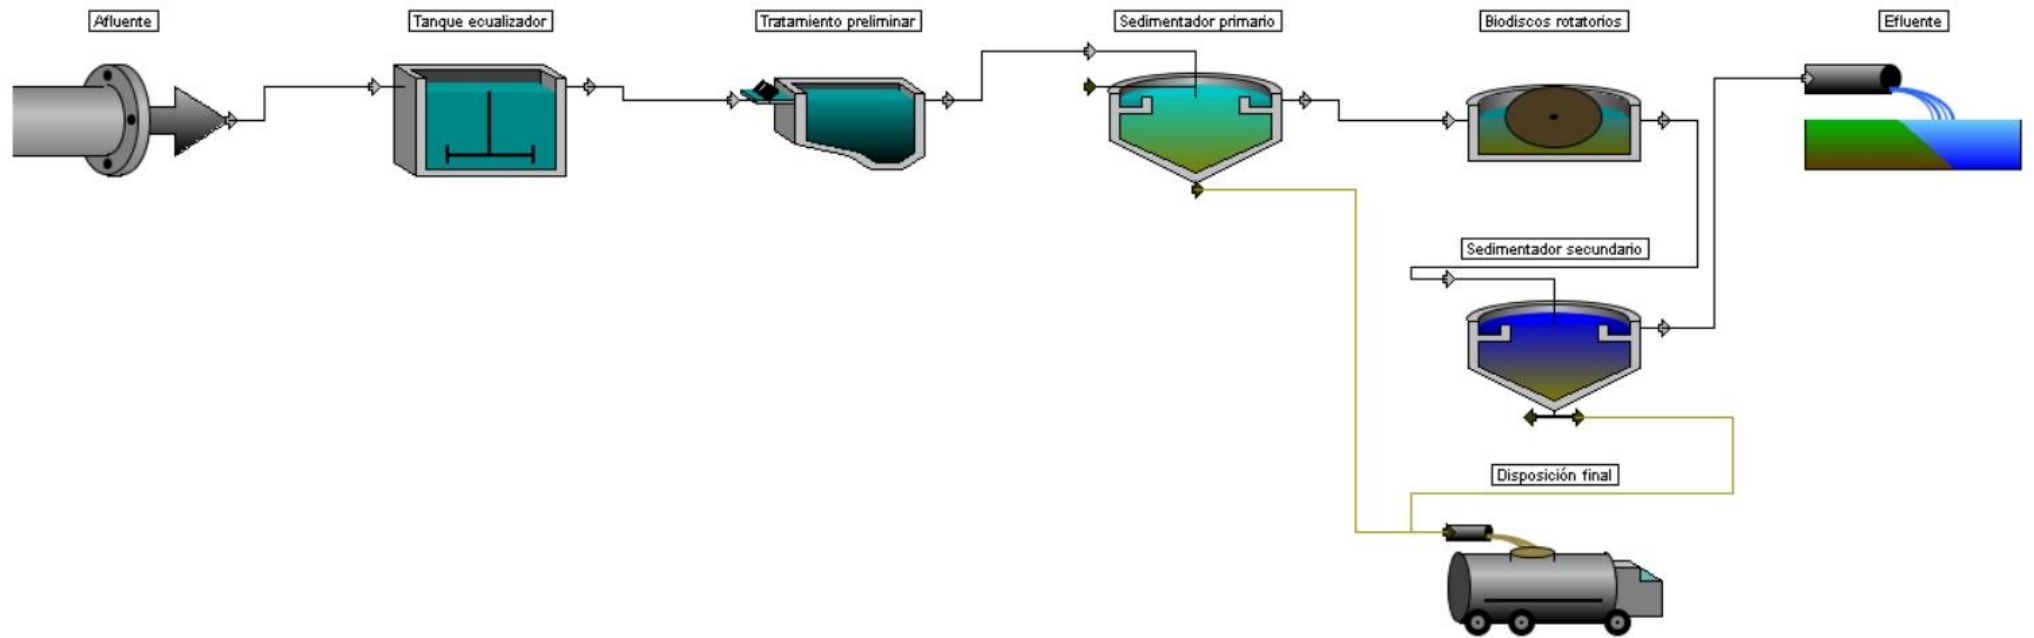 Afluente
Tanque ecualizador
Tratamiento preliminar
Sedimentador primario
Biodiscos rotatorios
Efluente
Sedimentador secundario
Disposición final